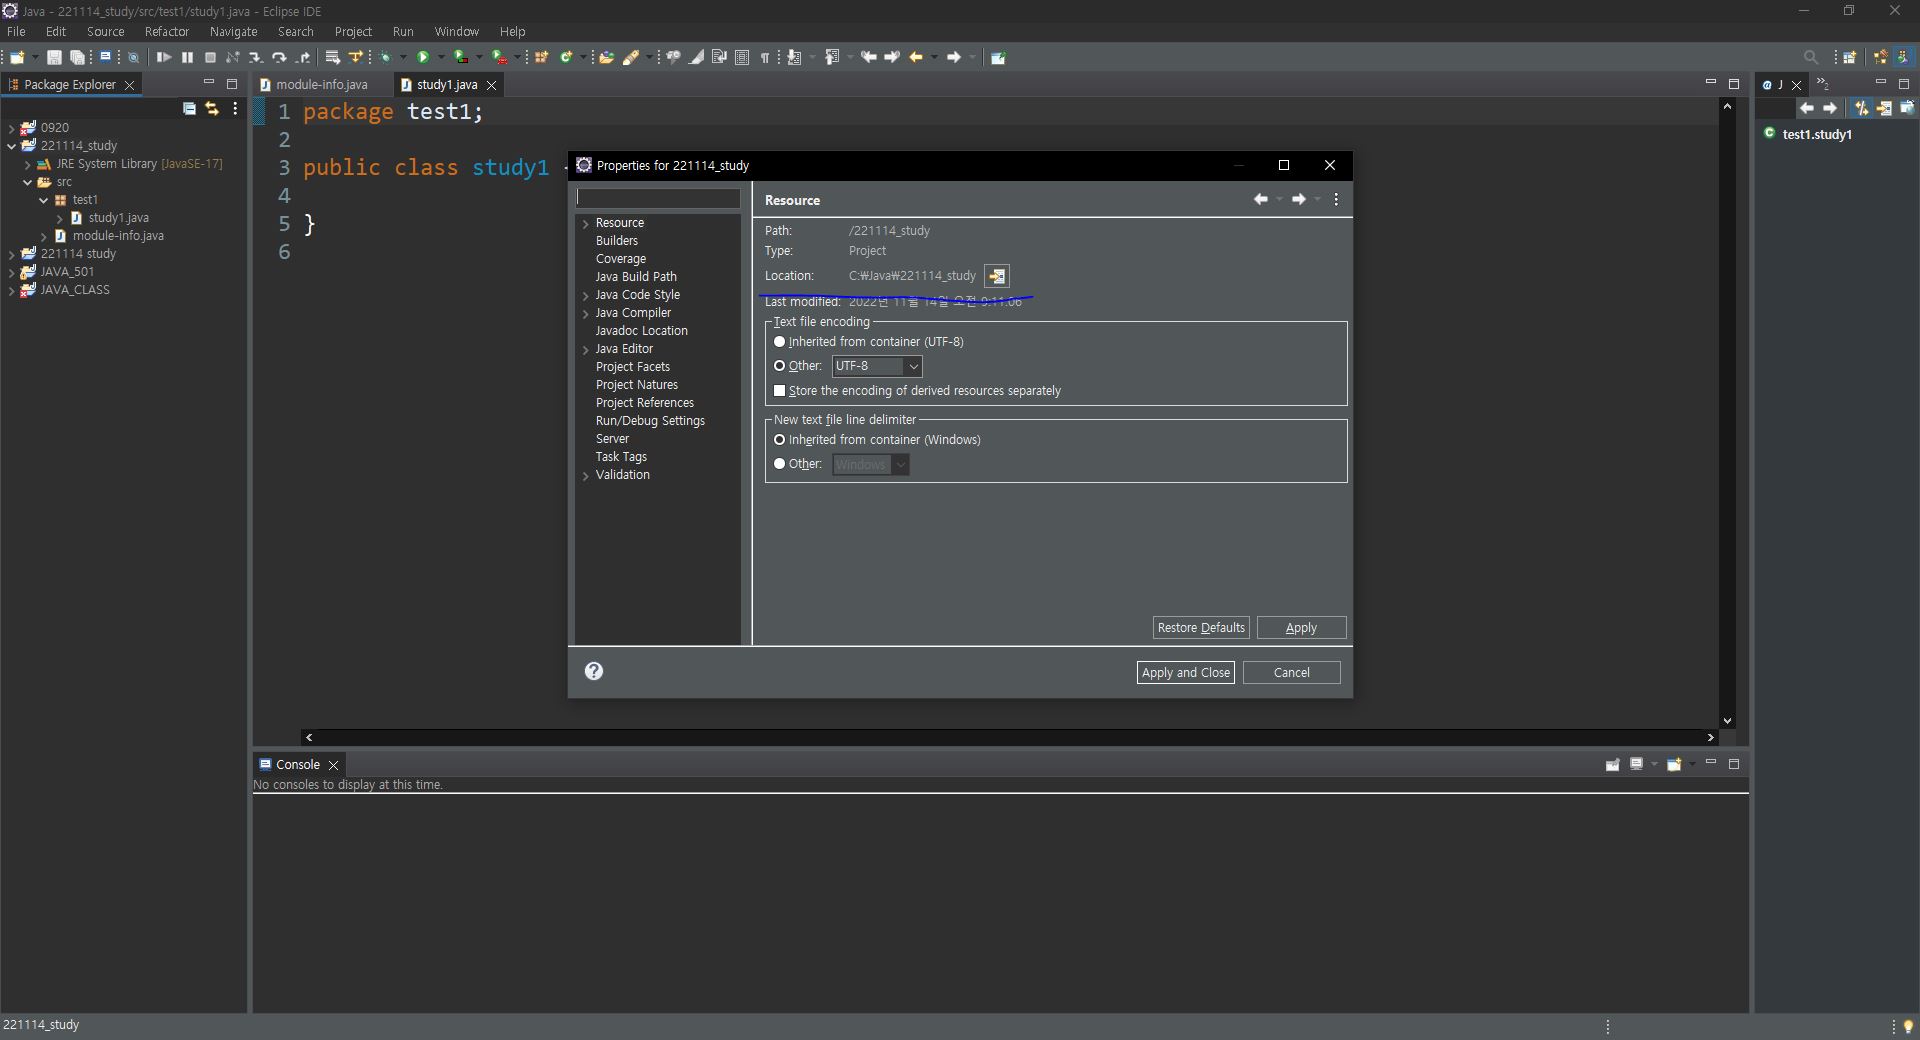 Java - 221114_study/src/test1/study1.java - Eclipse IDE
File Edit Source Refactor Navigate Search Project Run Window Help
Package Explorer
module-info.java
study1.java
J
2
0920
221114_study
JRE System Library [JavaSE-17]
src
test1
study1.java
module-info.java
221114 study
JAVA_501
JAVA_CLASS
1 package test1;
2
3 public class study1
4
5 }
6
test1.study1
Properties for 221114_study
Resource
Builders
Coverage
Java Build Path
Java Code Style
Java Compiler
Javadoc Location
Java Editor
Project Facets
Project Natures
Project References
Run/Debug Settings
Server
Task Tags
Validation
Resource
Path: /221114_study
Type: Project
Location: C:₩Java₩221114_study
Last modified: 2022년 11월 14일 오전 9:11:06
Text file encoding
Inherited from container (UTF-8)
Other: UTF-8
Store the encoding of derived resources separately
New text file line delimiter
Inherited from container (Windows)
Other: Windows
Restore Defaults Apply
? Apply and Close Cancel
Console
No consoles to display at this time.
221114_study